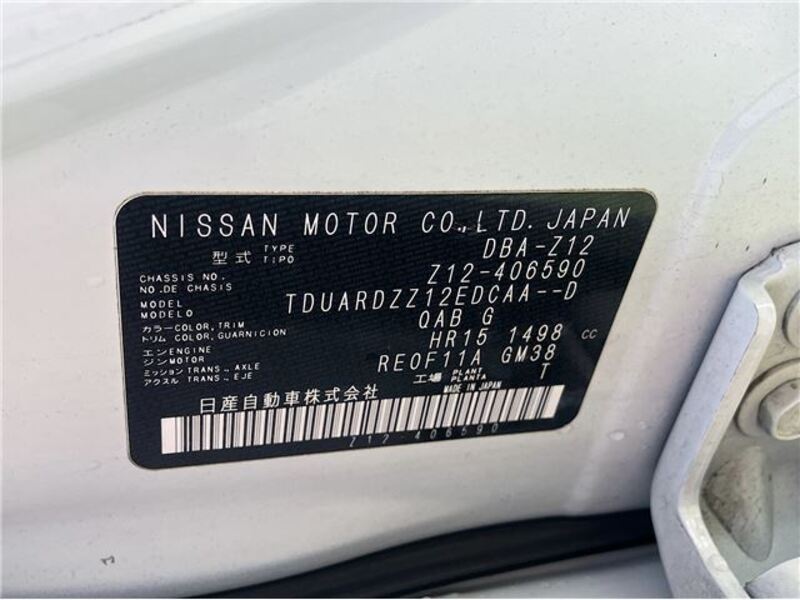 NISSAN MOTOR CO.,LTD. JAPAN
型式 TYPE TIPO DBA-Z12
CHASSIS NO. NO.DE CHASIS Z12-406590
MODEL MODELO TDUARDZZ12EDCAA--D
カラー COLOR, TRIM トリム COLOR, GUARNICION QAB G
エンジン ENGINE MOTOR HR15 1498 CC
ミッション アクスル TRANS., AXLE TRANS., EJE RE0F11A GM38
工場 PLANT PLANTA T
日産自動車株式会社 MADE IN JAPAN
Z12-406590